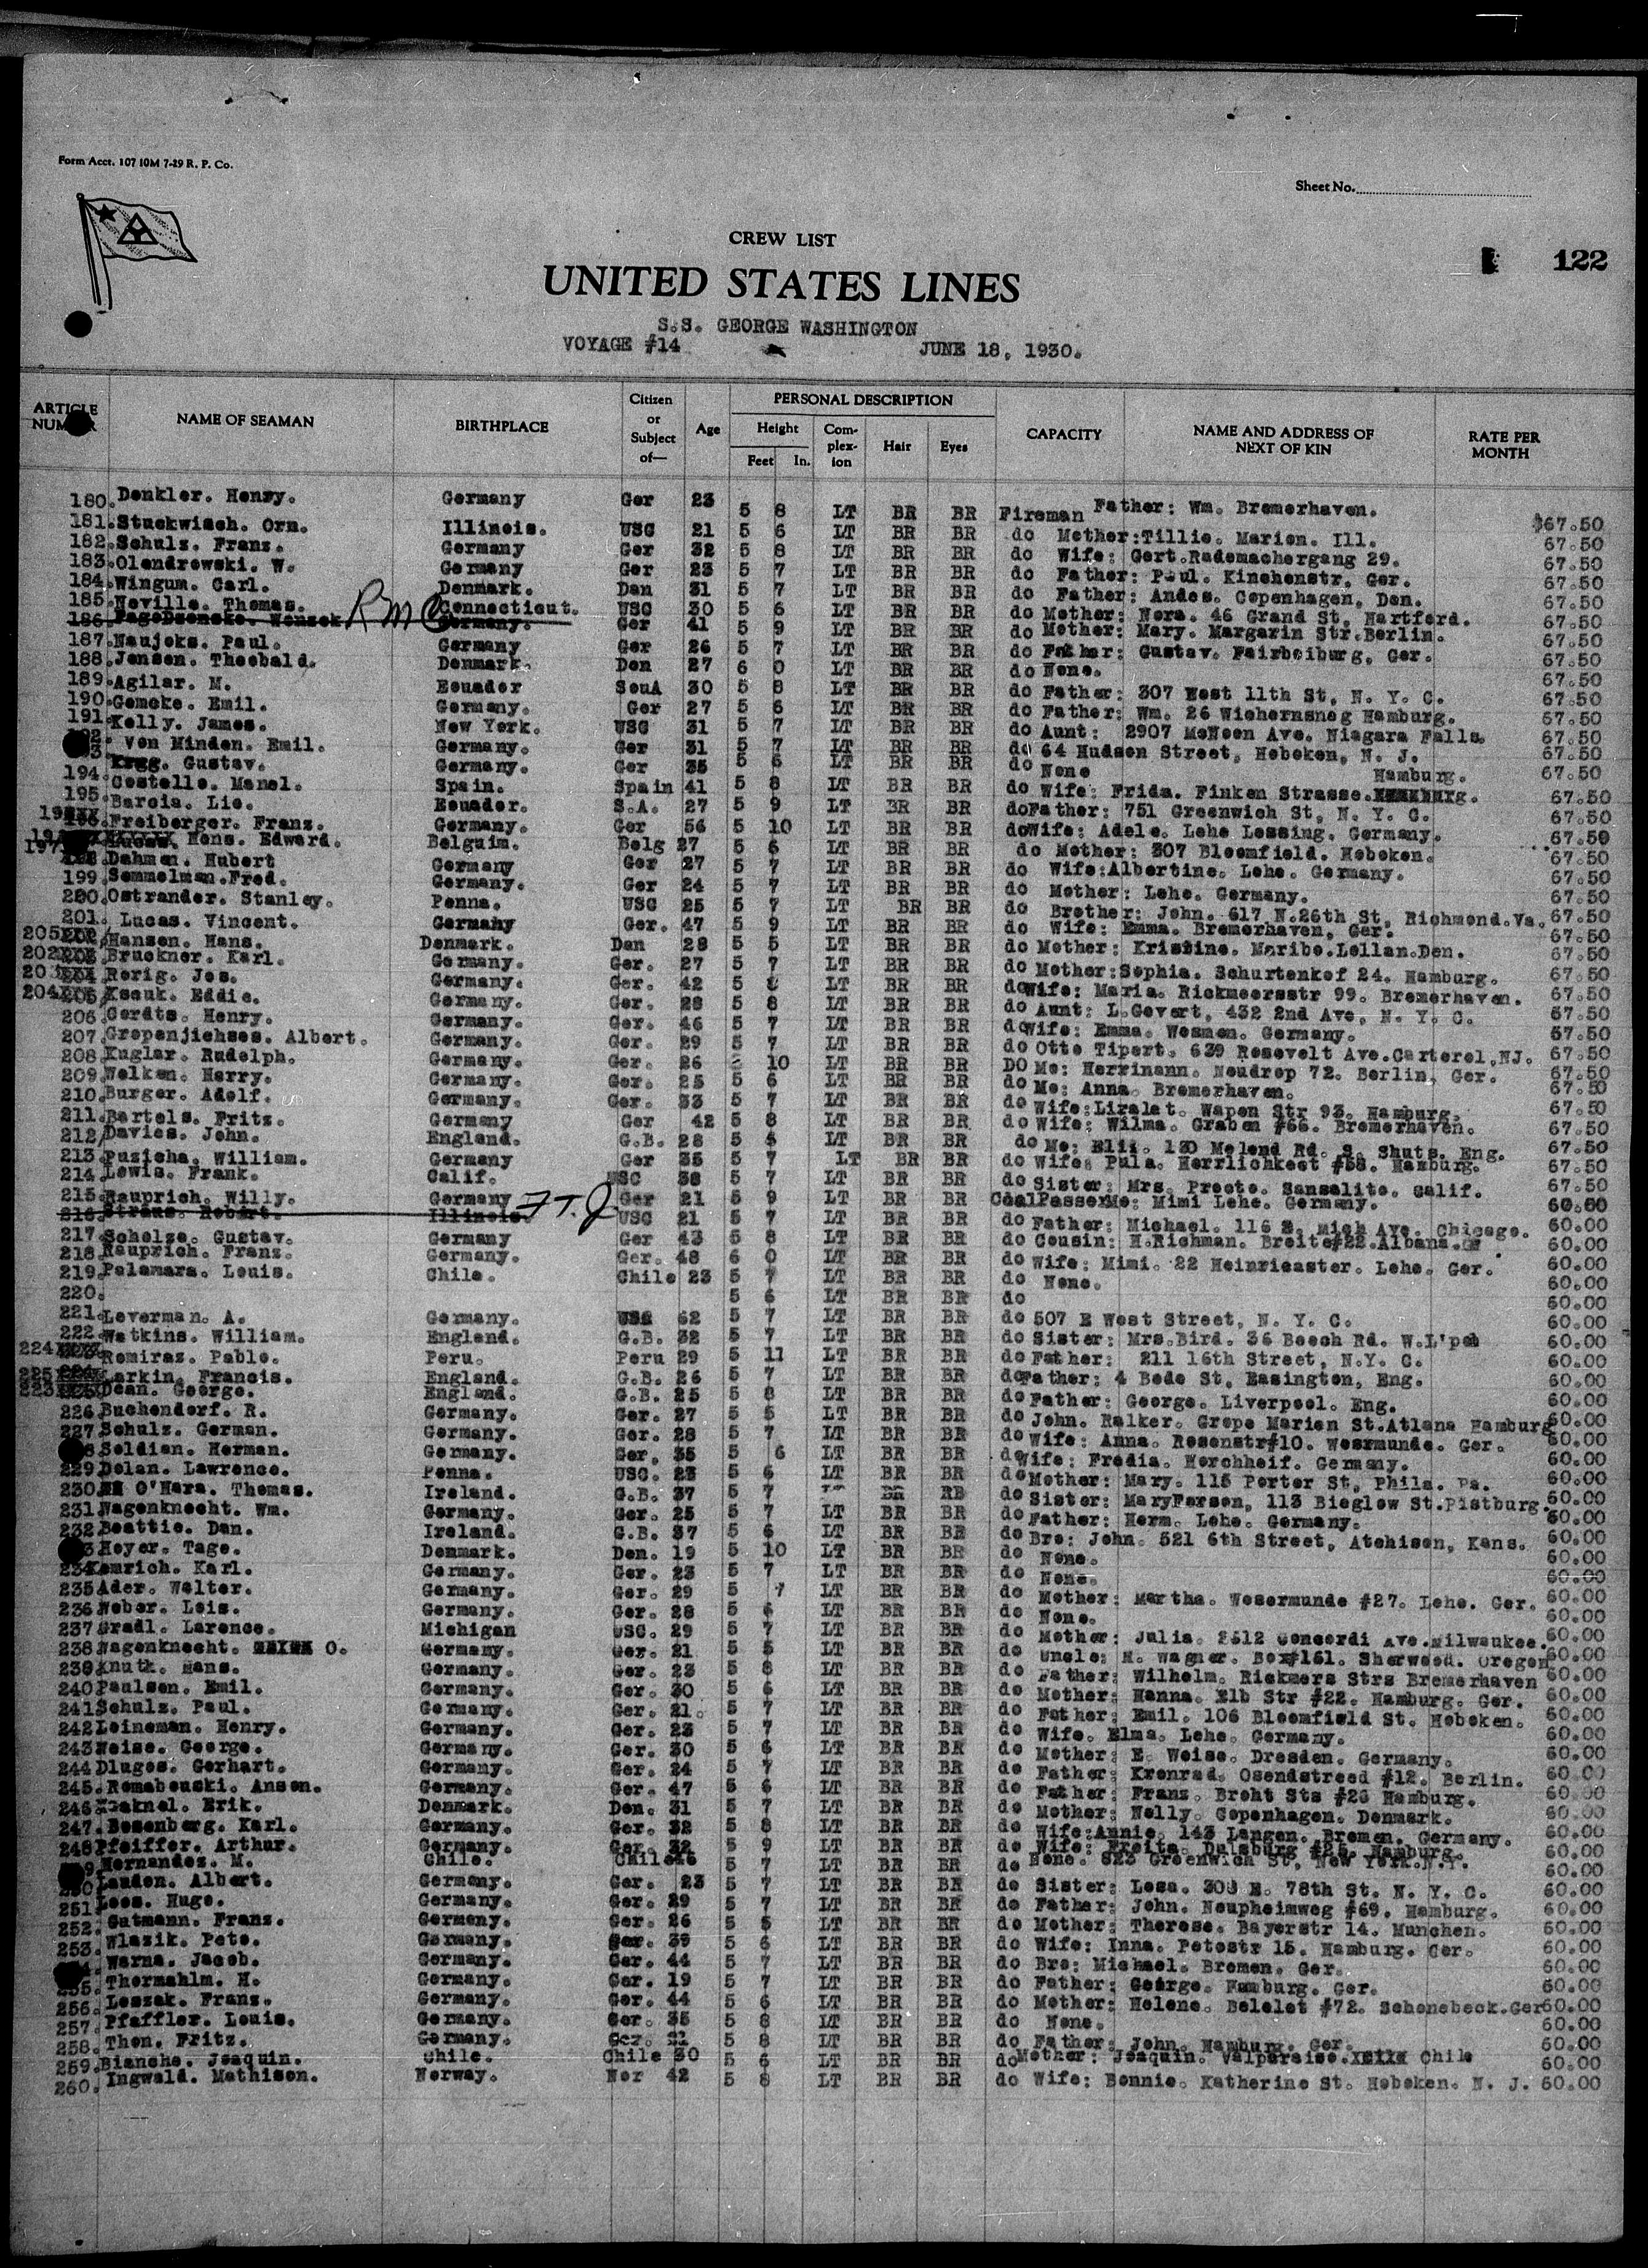 Form Acct. 107 10M 7-29 R. P. Co.
Sheet No.
CREW LIST
122
UNITED STATES LINES
S.S. GEORGE WASHINGTON
VOYAGE #14 JUNE 18, 1930.
ARTICLE NUMBER NAME OF SEAMAN BIRTHPLACE Citizen or Subject of— Age PERSONAL DESCRIPTION Height Feet In. Complexion Hair Eyes CAPACITY NAME AND ADDRESS OF NEXT OF KIN RATE PER MONTH
180. Denkler. Henry. Germany Ger 23 5 8 LT BR BR Fireman Father: Wm. Bremerhaven. $67.50
181. Stuckwisch. Orn. Illinois. USC 21 5 6 LT BR BR do Mother:Tillie. Marion. Ill. 67.50
182. Schulz. Franz. Germany Ger 32 5 8 LT BR BR do Wife: Gert.Rademachergang 29. 67.50
183. Olendrowski. W. Germany Ger 23 5 7 LT BR BR do Father: Paul. Kinchenstr, Ger. 67.50
184. Wingum. Carl. Denmark. Dan 31 5 7 LT BR BR do Father: Andes. Copenhagen, Den. 67.50
185. Neville. Thomas. Connecticut. USC 30 5 6 LT BR BR do Mother: Nora. 46 Grand St, Hartford. 67.50
186. Germany. Ger 41 5 9 LT BR BR do Mother: Mary. Margarin Str.Berlin. 67.50
187. Naujoks. Paul. Germany Ger 26 5 7 LT BR BR do Father: Gustav. Fairbeiburg, Ger. 67.50
188. Jensen. Theobald. Denmark. Den 27 6 0 LT BR BR do None. 67.50
189. Agilar. M. Ecuador SouA 30 5 8 LT BR BR do Father: 307 West 11th St, N. Y. C. 67.50
190. Gemcke. Emil. Germany. Ger 27 5 6 LT BR BR do Father: Wm. 26 Wichernsneg Hamburg. 67.50
191. Kelly. James. New York. USC 31 5 7 LT BR BR do Aunt: 2907 McNeen Ave. Niagara Falls. 67.50
Von Minden. Emil. Germany. Ger 31 5 7 LT BR BR do 64 Hudson Street, Hoboken, N. J. 67.50
Gustav. Germany. Ger 35 5 6 LT BR BR do None 67.50
194. Costello. Manel. Spain. Spain 41 5 8 LT BR BR do Wife: Frida. Finken Strasse. Hamburg. 67.50
195. Barcia. Lio. Ecuador. S.A. 27 5 9 LT BR BR do Father: 751 Greenwich St, N. Y. C. 67.50
Freiberger. Franz. Germany. Ger 56 5 10 LT BR BR do Wife: Adele. Lehe Lessing. Germany. 67.50
197 Hens. Edward. Belguim. Belg 27 5 6 LT BR BR do Mother: 307 Bloomfield. Hoboken. 67.50
Dahmen. Hubert Germany Ger 27 5 7 LT BR BR do Wife:Albertine. Lehe. Germany. 67.50
199. Semmelman.Fred. Germany. Ger 24 5 7 LT BR BR do Mother: Lehe. Germany. 67.50
200. Ostrander. Stanley. Penna. USC 25 5 7 LT BR BR do Brother: John. 617 N.26th St, Richmond.Va. 67.50
201. Lucas. Vincent. Germany Ger. 47 5 9 LT BR BR do Wife: Emma. Bremerhaven, Ger. 67.50
205 Hansen. Hans. Denmark. Dan 28 5 5 LT BR BR do Mother: Kristine. Maribo.Lollan.Den. 67.50
202 Bruckner. Karl. Germany. Ger. 27 5 7 LT BR BR do Mother:Sophia. Schurtenkof 24. Hamburg. 67.50
203 Rorig. Jos. Germany. Ger. 42 5 8 LT BR BR do Wife: Maria. Rickmeersstr 99. Bremerhaven. 67.50
204 Ksauk. Eddie. Germany. Ger. 28 5 8 LT BR BR do Aunt: L.Govert, 432 2nd Ave, N. Y. C. 67.50
206. Gerdts. Henry. Germany. Ger. 46 5 7 LT BR BR do Wife: Emma. Wesmen. Germany. 67.50
207. Gropenjiehses. Albert. Germany. Ger. 29 5 7 LT BR BR do Otto Tipert. 639 Rosevelt Ave.Carterel,NJ. 67.50
208. Kuglar. Rudolph. Germany. Ger. 26 10 LT BR BR DO Mo: Herrinann. Neudrop 72. Berlin, Ger. 67.50
209. Welken. Harry. Germany. Ger. 25 5 6 LT BR BR do Mo: Anna. Bremerhaven. 67.50
210. Burger. Adolf. Germany. Ger. 33 5 7 LT BR BR do Wife:Liralat. Wapen Str 93. Hamburg. 67.50
211. Bartels. Fritz. Germany Ger 42 5 8 LT BR BR do Wife: Wilma. Graben #66. Bremerhaven. 67.50
212 Davies. John. England. G.B. 28 5 4 LT BR BR do Mo: Elii. 130 Melend Rd. S. Shuts. Eng. 67.50
213. Puzicha. William. Germany Ger 35 5 7 LT BR BR do Wife: Pula. Herrlichkeet #58. Hamburg. 67.50
214. Lewis. Frank. Calif. USC 38 5 7 LT BR BR do Sister: Mrs. Preeto. Sansalito. Calif. 67.50
215. Rauprich. Willy. Germany Ger 21 5 9 LT BR BR CoalPasser Mo: Mimi Lehe. Germany. 60.00
216. Straus. Robert. Illinois. F.T.J. USC 21 5 7 LT BR BR do Father: Michael. 116 S. Mich Ave. Chicago. 60.00
217. Scholze. Gustav. Germany Ger 43 5 8 LT BR BR do Cousin: H.Richman. Breite#22.Albana. 60.00
218. Rauprich. Franz. Germany. Ger. 48 6 0 LT BR BR do Wife: Mimi. 22 Heinrieaster. Lehe. Ger. 60.00
219. Palamara. Louis. Chile. Chile 23 5 7 LT BR BR do None. 60.00
220. 5 6 LT BR BR do 60.00
221. Leverman. A. Germany. USC 62 5 7 LT BR BR do 507 E West Street, N. Y. C. 60.00
222. Watkins. William. England. G.B. 32 5 7 LT BR BR do Sister: Mrs.Bird. 36 Beech Rd. W.L'pob 60.00
224 Remiraz. Pablo. Peru. Peru 29 5 11 LT BR BR do Father: 211 16th Street, N.Y. C. 60.00
225 Larkin. Francis. England. G.B. 26 5 7 LT BR BR do Father: 4 Bede St, Easington, Eng. 60.00
223 Dean. George. England. G.B. 25 5 8 LT BR BR do Father: George. Liverpool. Eng. 60.00
226 Buchendorf. R. Germany. Ger. 27 5 5 LT BR BR do John. Ralker. Grope Marien St.Atlana Hamburg 60.00
227 Schulz. German. Germany. Ger. 28 5 7 LT BR BR do Wife: Anna. Rosenstr#10. Wesrmunde. Ger. 60.00
Soldian. Herman. Germany. Ger. 35 5 6 LT BR BR do Wife: Fredia. Horchheif. Germany. 60.00
229 Dolan. Lawrence. Penna. USC. 23 5 6 LT BR BR do Mother: Mary. 115 Porter St, Phila. Pa. 60.00
230 O'Hara. Thomas. Ireland. G.B. 37 5 7 BR RB do Sister: MaryFerson, 113 Bieglow St.Pistburg. 60.00
231 Wagenknecht. Wm. Germany. Ger. 25 5 7 LT BR BR do Father: Herm. Lehe. Germany. 60.00
232 Beattie. Dan. Ireland. G.B. 37 5 6 LT BR BR do Bro: John. 521 6th Street, Atchison, Kans. 60.00
Heyer. Tage. Denmark. Den. 19 5 10 LT BR BR do None. 60.00
234 Kemrich. Karl. Germany. Ger. 23 5 7 LT BR BR do None. 60.00
235 Ader. Walter. Germany. Ger. 29 5 7 LT BR BR do Mother: Martha. Wesermunde #27. Lehe. Ger. 60.00
236 Weber. Lois. Germany. Ger. 28 5 6 LT BR BR do None. 60.00
237 Gradl. Larence. Michigan USC. 29 5 7 LT BR BR do Mother: Julia. 2512 Concordi Ave.Milwaukee. 60.00
238 Wagenknecht. O. Germany. Ger. 21 5 5 LT BR BR do Uncle: H. Wagner. Box#161. Sherwood. Oregon 60.00
239 Knuth. Hans. Germany. Ger. 23 5 8 LT BR BR do Father: Wilhelm. Rickmers Strs Bremerhaven 60.00
240 Paulsen. Emil. Germany. Ger. 30 5 6 LT BR BR do Mother: Hanna. Elb Str #22. Hamburg. Ger. 60.00
241 Schulz. Paul. Germany. Ger. 21. 5 7 LT BR BR do Father: Emil. 106 Bloomfield St. Hoboken. 60.00
242 Leineman. Henry. Germany. Ger. 23 5 7 LT BR BR do Wife. Elma. Lehe. Germany. 60.00
243 Weise. George. Germany. Ger. 30 5 6 LT BR BR do Mother: E. Weise. Dresden. Germany. 60.00
244 Dluges. Gerhart. Germany. Ger. 24 5 7 LT BR BR do Father: Krenrad. Osendstreed #12. Berlin. 60.00
245. Remabouski. Anson. Germany. Ger. 47 5 6 LT BR BR do Father: Franz. Broht Sts #26 Hamburg. 60.00
246 Erik. Denmark. Den. 31 5 7 LT BR BR do Mother: Nelly. Copenhagen. Denmark. 60.00
247. Besenberg. Karl. Germany. Ger. 32 5 8 LT BR BR do Wife:Annie. 143 Langen. Bremen. Germany. 60.00
248 Pfeiffer. Arthur. Germany. Ger. 32 5 9 LT BR BR do Wife: Freita. Duisburg #25. Hamburg. 60.00
Hernandez. M. Chile. Chile 5 7 LT BR BR do None. 823 Greenwich St, New York.N.Y. 60.00
Lauden. Albert. Germany. Ger. 23 5 7 LT BR BR do Sister: Lesa. 308 E. 78th St. N. Y. C. 60.00
251 Loos. Hugo. Germany. Ger. 29 5 7 LT BR BR do Father: John. Neupheimweg #69. Hamburg. 60.00
252. Gutmann. Franz. Germany. Ger. 26 5 5 LT BR BR do Mother: Therese. Bayerstr 14. Munchen. 60.00
253. Wlazik. Pete. Germany. Ger. 39 5 6 LT BR BR do Wife: Inna. Petestr 15. Hamburg. Ger. 60.00
Warna. Jacob. Germany. Ger. 44 5 7 LT BR BR do Bro: Michael. Bremen. Ger. 60.00
Thermahlm. H. Germany. Ger. 19 5 7 LT BR BR do Father: George. Hamburg. Ger. 60.00
256. Leszak. Franz. Germany. Ger. 44 5 6 LT BR BR do Mother: Helene. Belelet #72. Schonebeck.Ger 60.00
257. Pfaffler. Louis. Germany. Ger. 35 5 8 LT BR BR do None. 60.00
258. Thon. Fritz. Germany. Ger. 21 5 8 LT BR BR do Father: John. Hamburg. Ger. 60.00
259. Bianche. Joaquin. Chile. Chile 30 5 6 LT BR BR do Mother: Joaquin. Valparaiso. Chile 60.00
260. Ingwald. Mathison. Norway. Nor 42 5 8 LT BR BR do Wife: Bonnie. Katherine St. Hoboken. N. J. 60.00